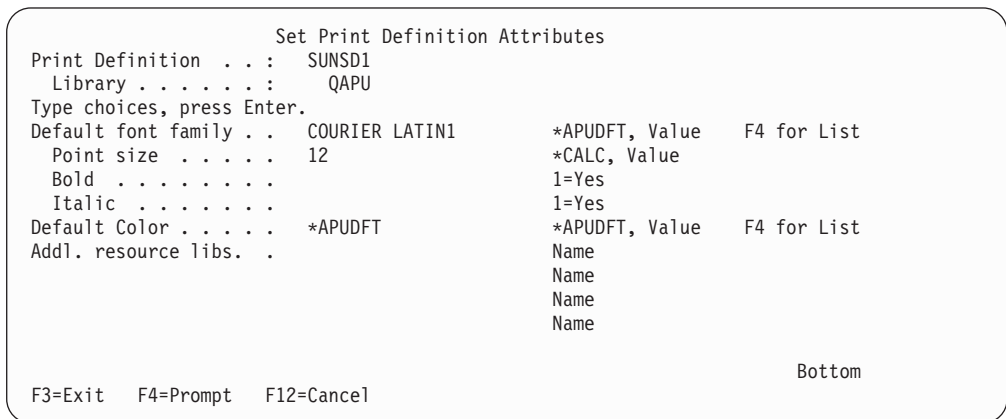 Set Print Definition Attributes
Print Definition . . : SUNSD1
Library . . . . . . : QAPU
Type choices, press Enter.
Default font family . . COURIER LATIN1 *APUDFT, Value F4 for List
Point size . . . . . 12 *CALC, Value
Bold . . . . . . . . 1=Yes
Italic . . . . . . . 1=Yes
Default Color . . . . . *APUDFT *APUDFT, Value F4 for List
Addl. resource libs. . Name
Name
Name
Name
Bottom
F3=Exit F4=Prompt F12=Cancel